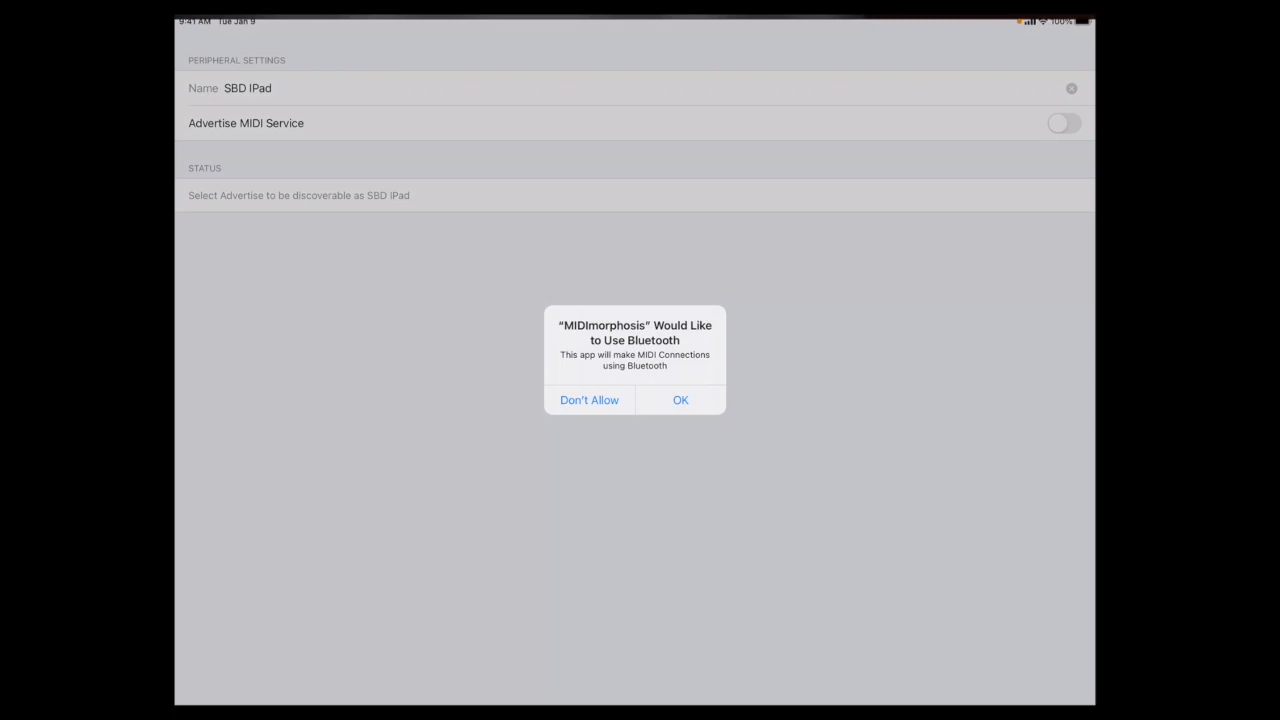 9:41 AM Tue Jan 9
100%
PERIPHERAL SETTINGS
Name SBD IPad
Advertise MIDI Service
STATUS
Select Advertise to be discoverable as SBD IPad
“MIDImorphosis” Would Like
to Use Bluetooth
This app will make MIDI Connections
using Bluetooth
Don’t Allow
OK